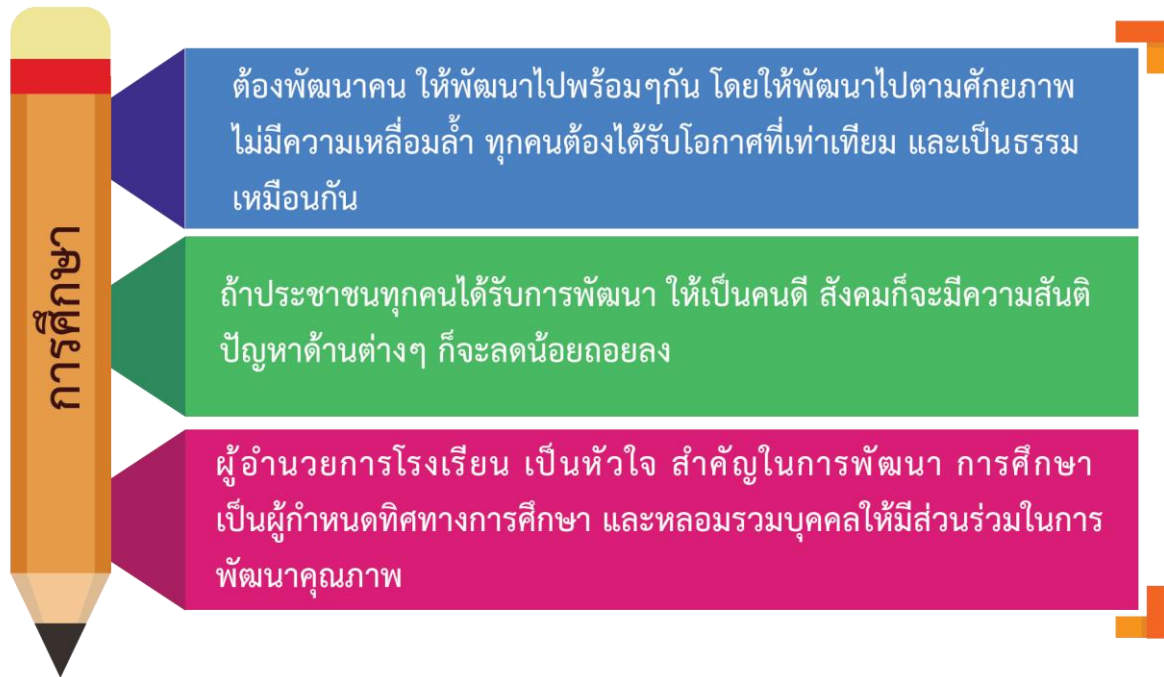 การศึกษา
ต้องพัฒนาคน ให้พัฒนาไปพร้อมๆกัน โดยให้พัฒนาไปตามศักยภาพ
ไม่มีความเหลื่อมล้ำ ทุกคนต้องได้รับโอกาสที่เท่าเทียม และเป็นธรรม
เหมือนกัน
ถ้าประชาชนทุกคนได้รับการพัฒนา ให้เป็นคนดี สังคมก็จะมีความสันติ
ปัญหาด้านต่างๆ ก็จะลดน้อยถอยลง
ผู้อำนวยการโรงเรียน เป็นหัวใจ สำคัญในการพัฒนา การศึกษา
เป็นผู้กำหนดทิศทางการศึกษา และหลอมรวมบุคคลให้มีส่วนร่วมในการ
พัฒนาคุณภาพ